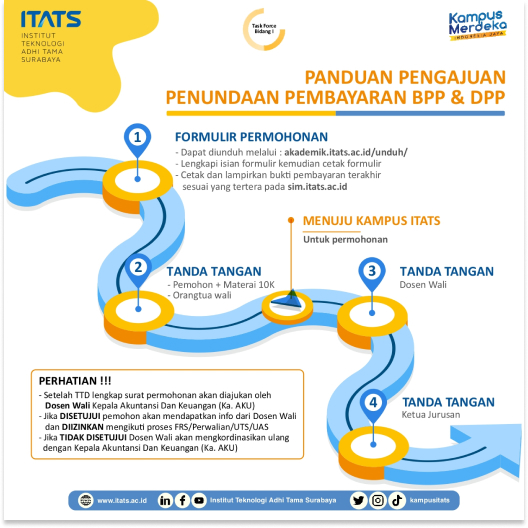 ITATS
INSTITUT
TEKNOLOGI
ADHI TAMA
SURABAYA
Task Force
Bidang I
Kampus
Merdeka
INDONESIA JAYA
PANDUAN PENGAJUAN
PENUNDAAN PEMBAYARAN BPP & DPP
1
FORMULIR PERMOHONAN
- Dapat diunduh melalui : akademik.itats.ac.id/unduh/
- Lengkapi isian formulir kemudian cetak formulir
- Cetak dan lampirkan bukti pembayaran terakhir
sesuai yang tertera pada sim.itats.ac.id
MENUJU KAMPUS ITATS
Untuk permohonan
2
TANDA TANGAN
- Pemohon + Materai 10K
- Orangtua wali
3
TANDA TANGAN
Dosen Wali
PERHATIAN !!!
- Setelah TTD lengkap surat permohonan akan diajukan oleh
Dosen Wali Kepala Akuntansi Dan Keuangan (Ka. AKU)
- Jika DISETUJUI pemohon akan mendapatkan info dari Dosen Wali
dan DIIZINKAN mengikuti proses FRS/Perwalian/UTS/UAS
- Jika TIDAK DISETUJUI Dosen Wali akan mengkordinasikan ulang
dengan Kepala Akuntansi Dan Keuangan (Ka. AKU)
4
TANDA TANGAN
Ketua Jurusan
www.itats.ac.id
Institut Teknologi Adhi Tama Surabaya
kampusitats